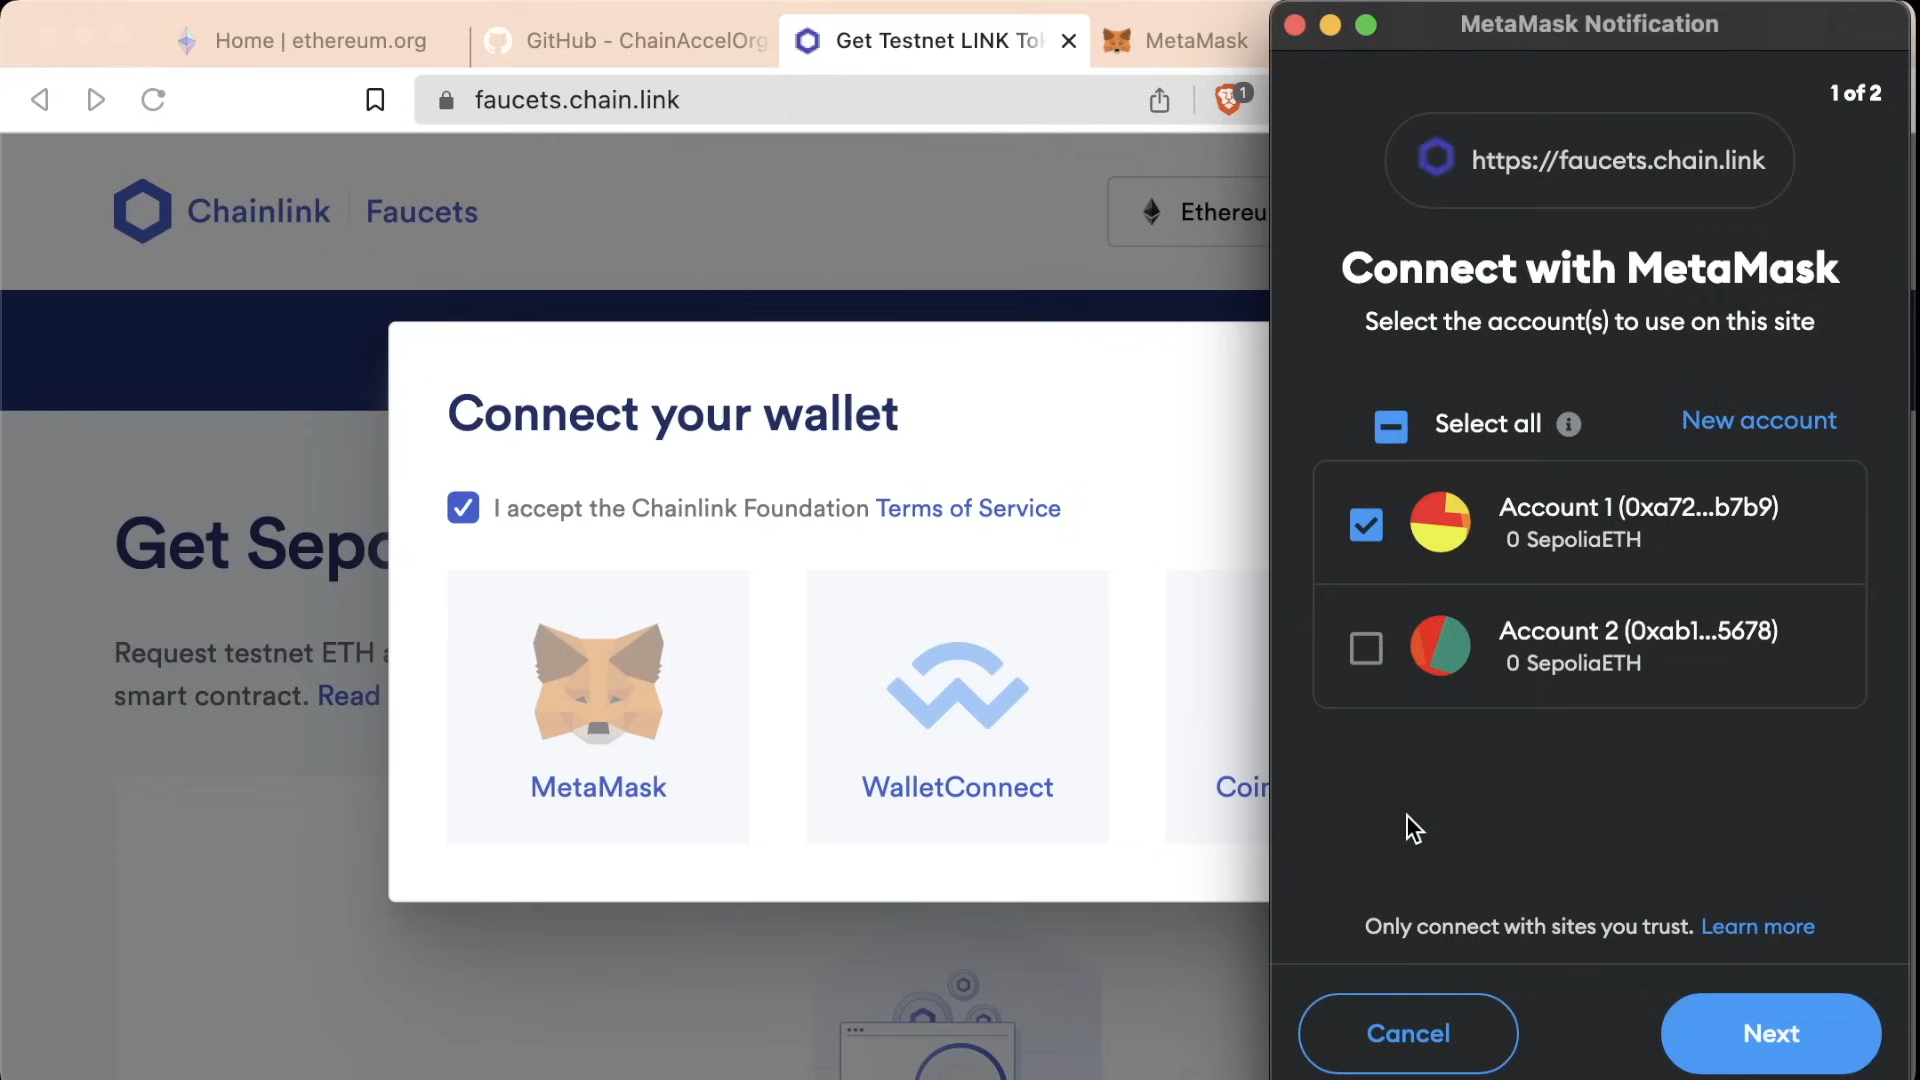 Home | ethereum.org
GitHub - ChainAccelOrg
Get Testnet LINK To
MetaMask
MetaMask Notification
faucets.chain.link
1
1 of 2
https://faucets.chain.link
Chainlink
Faucets
Ethereu
Connect with MetaMask
Select the account(s) to use on this site
Connect your wallet
Select all
New account
I accept the Chainlink Foundation Terms of Service
Account 1 (0xa72...b7b9)
0 SepoliaETH
Get Sepo
Account 2 (0xab1...5678)
0 SepoliaETH
Request testnet ETH a
smart contract. Read
MetaMask
WalletConnect
Coin
Only connect with sites you trust. Learn more
Cancel
Next